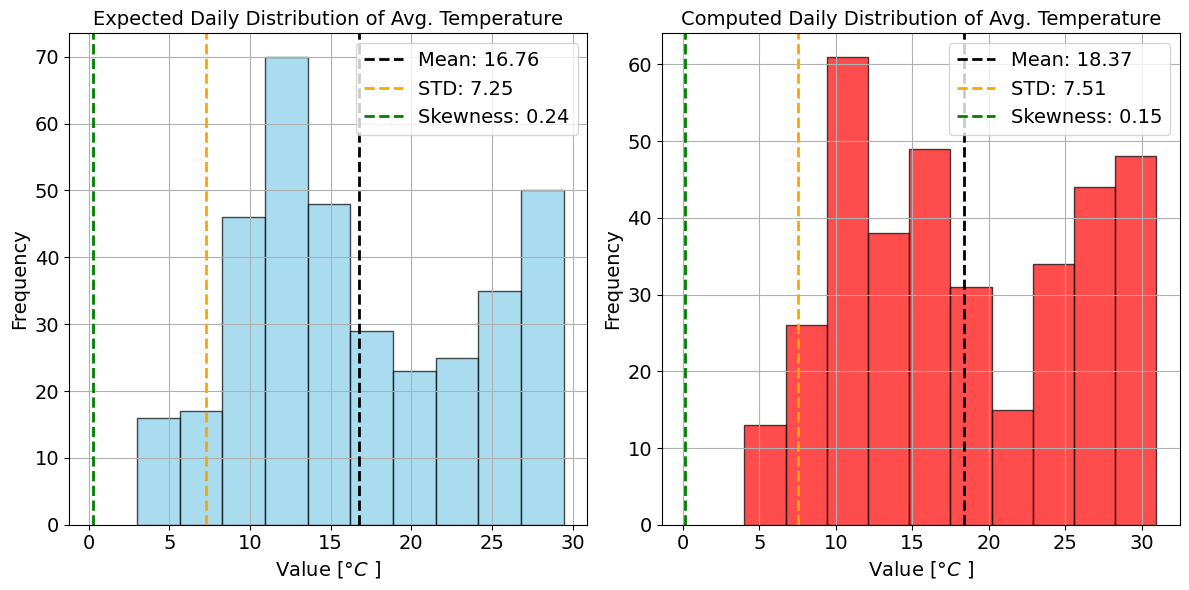 Expected Daily Distribution of Avg. Temperature
Mean: 16.76
STD: 7.25
Skewness: 0.24
70
60
50
40
30
20
10
0
Frequency
0 5 10 15 20 25 30
Value [°C ]
Computed Daily Distribution of Avg. Temperature
Mean: 18.37
STD: 7.51
Skewness: 0.15
60
50
40
30
20
10
0
Frequency
0 5 10 15 20 25 30
Value [°C ]